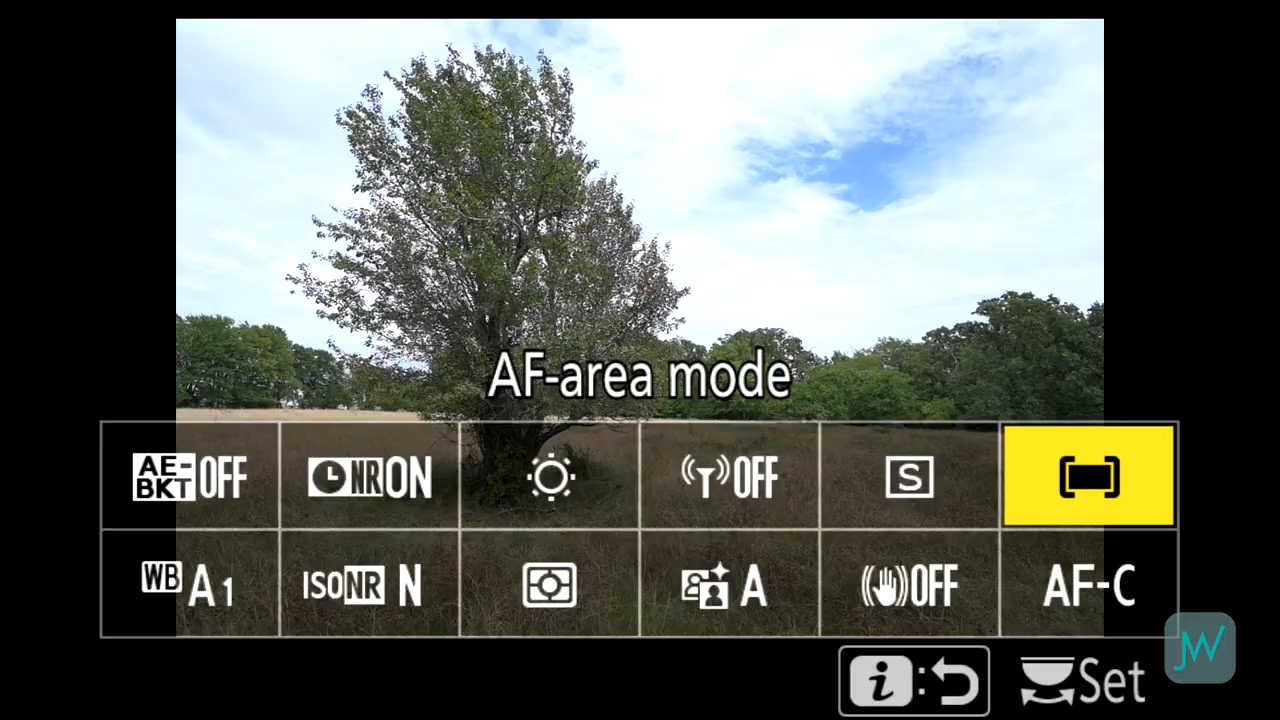 AF-area mode
AE-BKT OFF NR ON OFF S
WB A1 ISO NR N A OFF AF-C
i : Set
JW